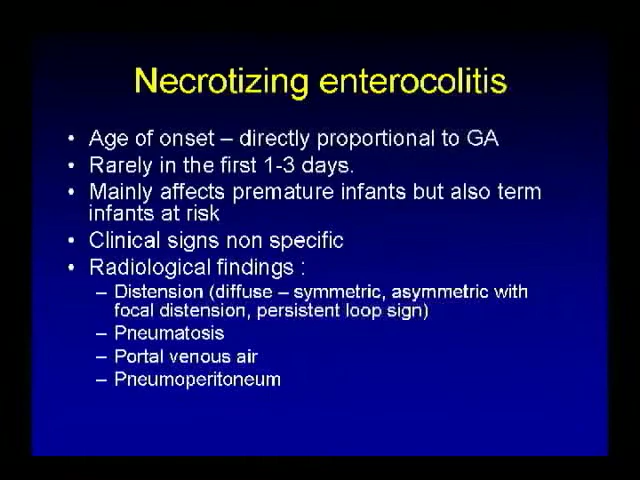 Necrotizing enterocolitis
• Age of onset – directly proportional to GA
• Rarely in the first 1-3 days.
• Mainly affects premature infants but also term
infants at risk
• Clinical signs non specific
• Radiological findings :
– Distension (diffuse – symmetric, asymmetric with
focal distension, persistent loop sign)
– Pneumatosis
– Portal venous air
– Pneumoperitoneum